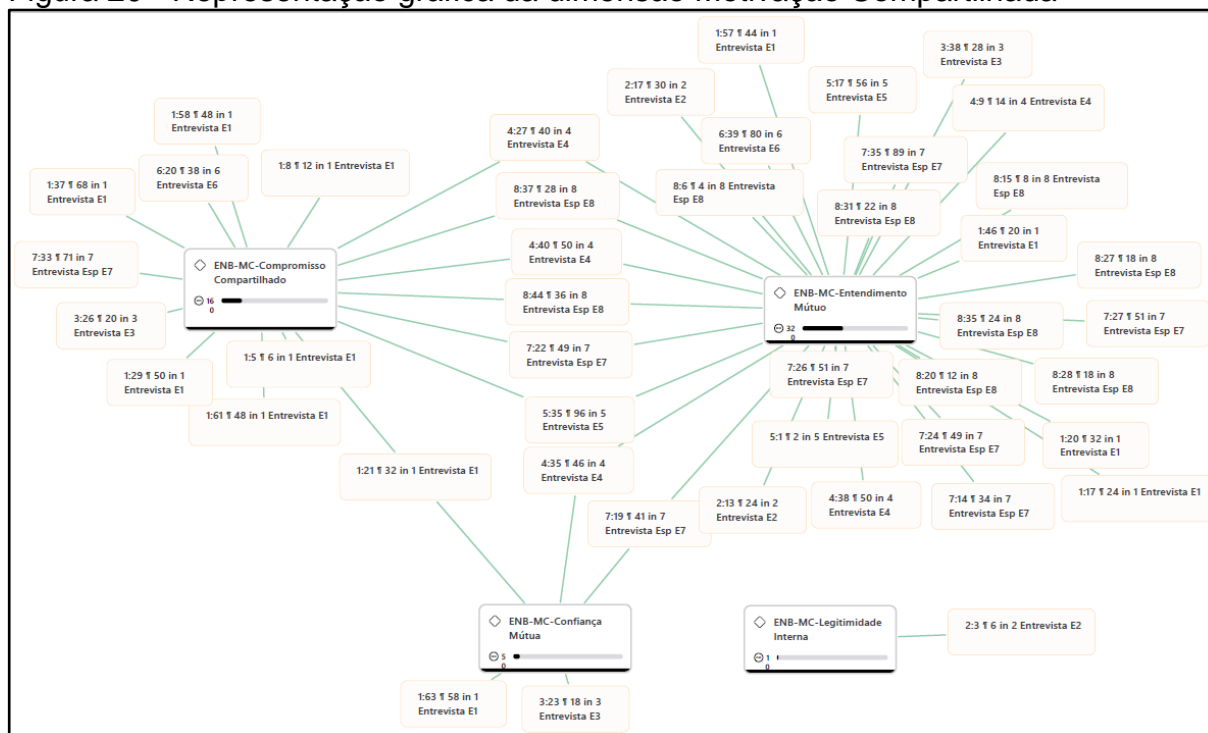 Figura 20 - Representação gráfica da dimensão Motivação Compartilhada
1:57 ¶ 44 in 1
Entrevista E1
3:38 ¶ 28 in 3
Entrevista E3
2:17 ¶ 30 in 2
Entrevista E2
5:17 ¶ 56 in 5
Entrevista E5
4:9 ¶ 14 in 4 Entrevista E4
1:58 ¶ 48 in 1
Entrevista E1
4:27 ¶ 40 in 4
Entrevista E4
6:39 ¶ 80 in 6
Entrevista E6
7:35 ¶ 89 in 7
Entrevista Esp E7
6:20 ¶ 38 in 6
Entrevista E6
1:8 ¶ 12 in 1 Entrevista E1
1:37 ¶ 68 in 1
Entrevista E1
8:37 ¶ 28 in 8
Entrevista Esp E8
8:6 ¶ 4 in 8 Entrevista
Esp E8
8:31 ¶ 22 in 8
Entrevista Esp E8
8:15 ¶ 8 in 8 Entrevista
Esp E8
1:46 ¶ 20 in 1
Entrevista E1
7:33 ¶ 71 in 7
Entrevista Esp E7
ENB-MC-Compromisso
Compartilhado
16
0
4:40 ¶ 50 in 4
Entrevista E4
8:27 ¶ 18 in 8
Entrevista Esp E8
ENB-MC-Entendimento
Mútuo
32
0
8:44 ¶ 36 in 8
Entrevista Esp E8
3:26 ¶ 20 in 3
Entrevista E3
8:35 ¶ 24 in 8
Entrevista Esp E8
7:27 ¶ 51 in 7
Entrevista Esp E7
1:5 ¶ 6 in 1 Entrevista E1
7:22 ¶ 49 in 7
Entrevista Esp E7
1:29 ¶ 50 in 1
Entrevista E1
7:26 ¶ 51 in 7
Entrevista Esp E7
8:20 ¶ 12 in 8
Entrevista Esp E8
8:28 ¶ 18 in 8
Entrevista Esp E8
1:61 ¶ 48 in 1 Entrevista E1
5:35 ¶ 96 in 5
Entrevista E5
5:1 ¶ 2 in 5 Entrevista E5
7:24 ¶ 49 in 7
Entrevista Esp E7
1:20 ¶ 32 in 1
Entrevista E1
1:21 ¶ 32 in 1 Entrevista E1
4:35 ¶ 46 in 4
Entrevista E4
7:19 ¶ 41 in 7
Entrevista Esp E7
2:13 ¶ 24 in 2
Entrevista E2
4:38 ¶ 50 in 4
Entrevista E4
7:14 ¶ 34 in 7
Entrevista Esp E7
1:17 ¶ 24 in 1 Entrevista E1
ENB-MC-Confiança
Mútua
5
0
ENB-MC-Legitimidade
Interna
1
0
2:3 ¶ 6 in 2 Entrevista E2
1:63 ¶ 58 in 1
Entrevista E1
3:23 ¶ 18 in 3
Entrevista E3